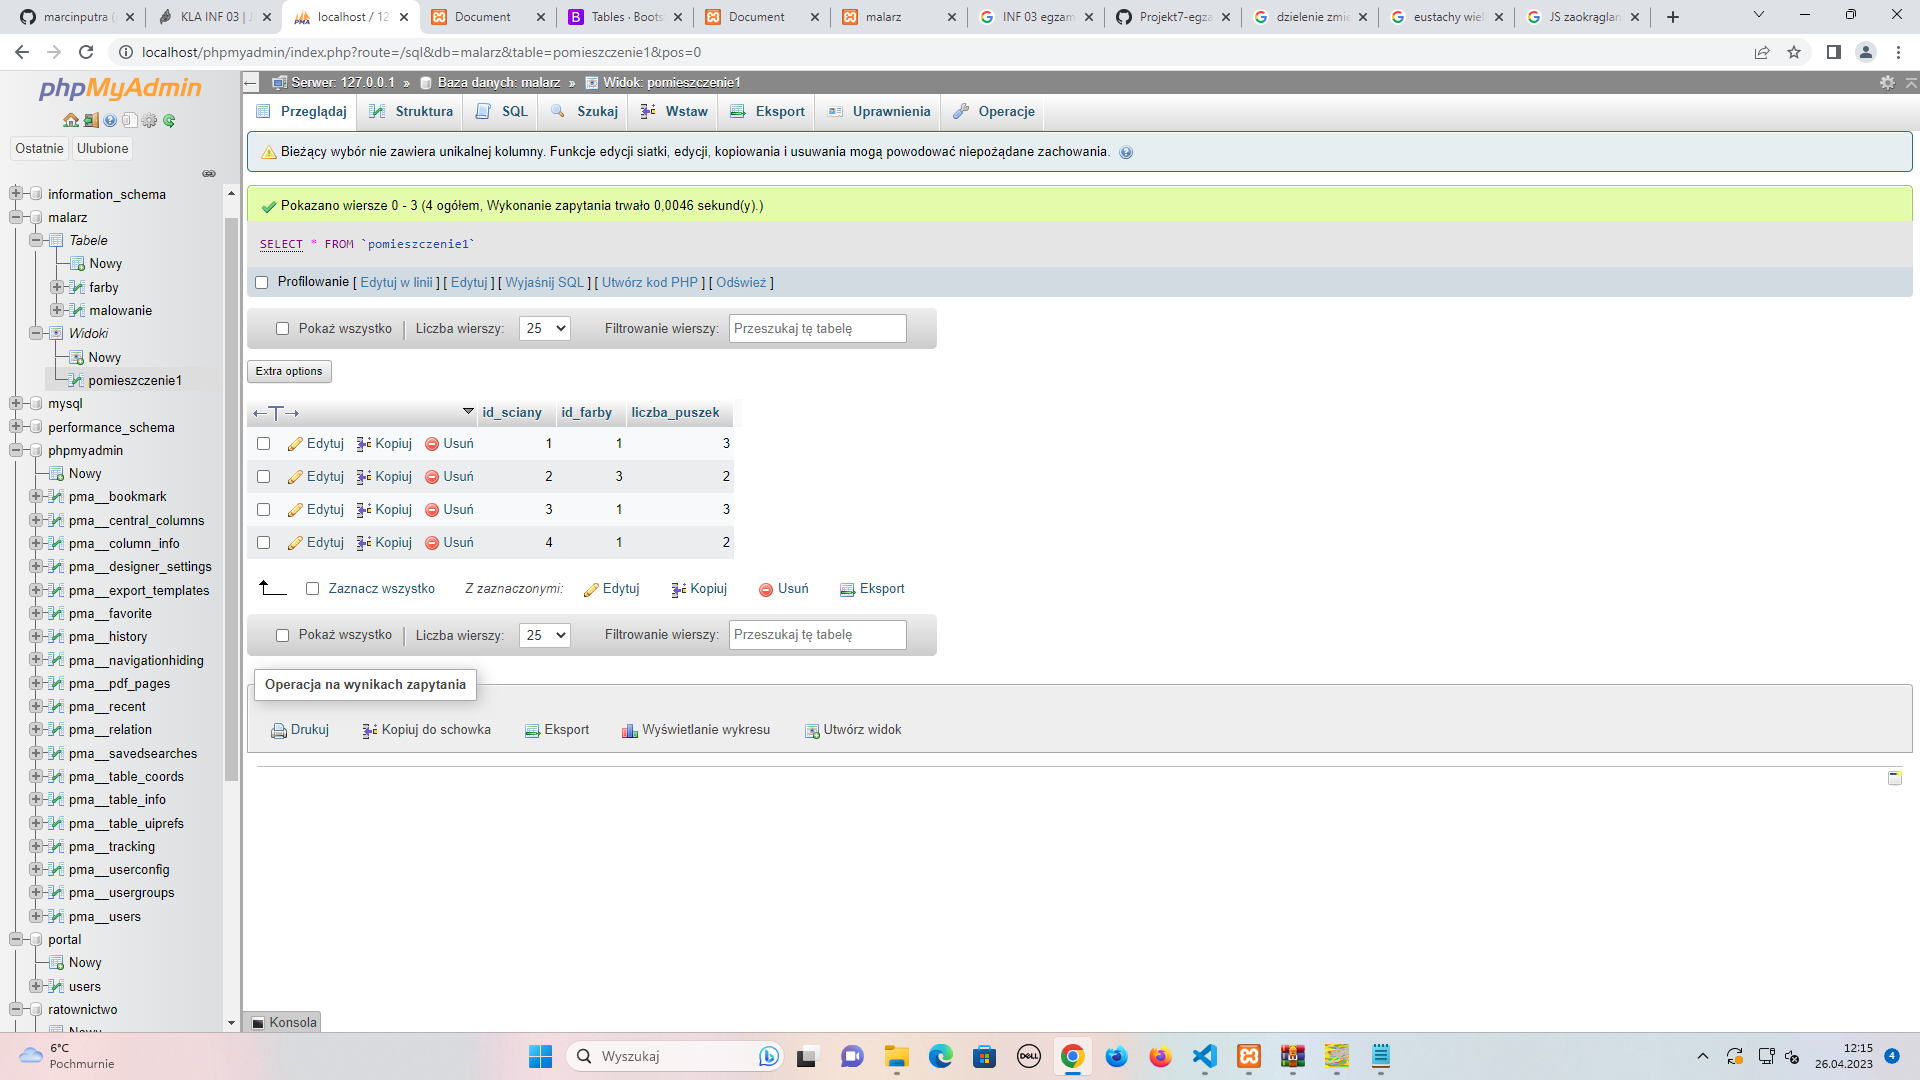 marcinputra (
KLA INF 03 | J
localhost / 12
Document
Tables · Boots
Document
malarz
INF 03 egzam
Projekt7-egza
dzielenie zmie
eustachy wiel
JS zaokrąglan
localhost/phpmyadmin/index.php?route=/sql&db=malarz&table=pomieszczenie1&pos=0
phpMyAdmin
Ostatnie
Ulubione
information_schema
malarz
Tabele
Nowy
farby
malowanie
Widoki
Nowy
pomieszczenie1
mysql
performance_schema
phpmyadmin
Nowy
pma__bookmark
pma__central_columns
pma__column_info
pma__designer_settings
pma__export_templates
pma__favorite
pma__history
pma__navigationhiding
pma__pdf_pages
pma__recent
pma__relation
pma__savedsearches
pma__table_coords
pma__table_info
pma__table_uiprefs
pma__tracking
pma__userconfig
pma__usergroups
pma__users
portal
Nowy
users
ratownictwo
Nowy
Serwer: 127.0.0.1 » Baza danych: malarz » Widok: pomieszczenie1
Przeglądaj Struktura SQL Szukaj Wstaw Eksport Uprawnienia Operacje
Bieżący wybór nie zawiera unikalnej kolumny. Funkcje edycji siatki, edycji, kopiowania i usuwania mogą powodować niepożądane zachowania.
Pokazano wiersze 0 - 3 (4 ogółem, Wykonanie zapytania trwało 0,0046 sekund(y).)
SELECT * FROM `pomieszczenie1`
Profilowanie [ Edytuj w linii ] [ Edytuj ] [ Wyjaśnij SQL ] [ Utwórz kod PHP ] [ Odśwież ]
Pokaż wszystko | Liczba wierszy: 25 Filtrowanie wierszy: Przeszukaj tę tabelę
Extra options
←T→ id_sciany id_farby liczba_puszek
Edytuj Kopiuj Usuń 1 1 3
Edytuj Kopiuj Usuń 2 3 2
Edytuj Kopiuj Usuń 3 1 3
Edytuj Kopiuj Usuń 4 1 2
Zaznacz wszystko Z zaznaczonymi: Edytuj Kopiuj Usuń Eksport
Pokaż wszystko | Liczba wierszy: 25 Filtrowanie wierszy: Przeszukaj tę tabelę
Operacja na wynikach zapytania
Drukuj Kopiuj do schowka Eksport Wyświetlanie wykresu Utwórz widok
Konsola
6°C
Pochmurnie
Wyszukaj
DELL
12:15
26.04.2023
4